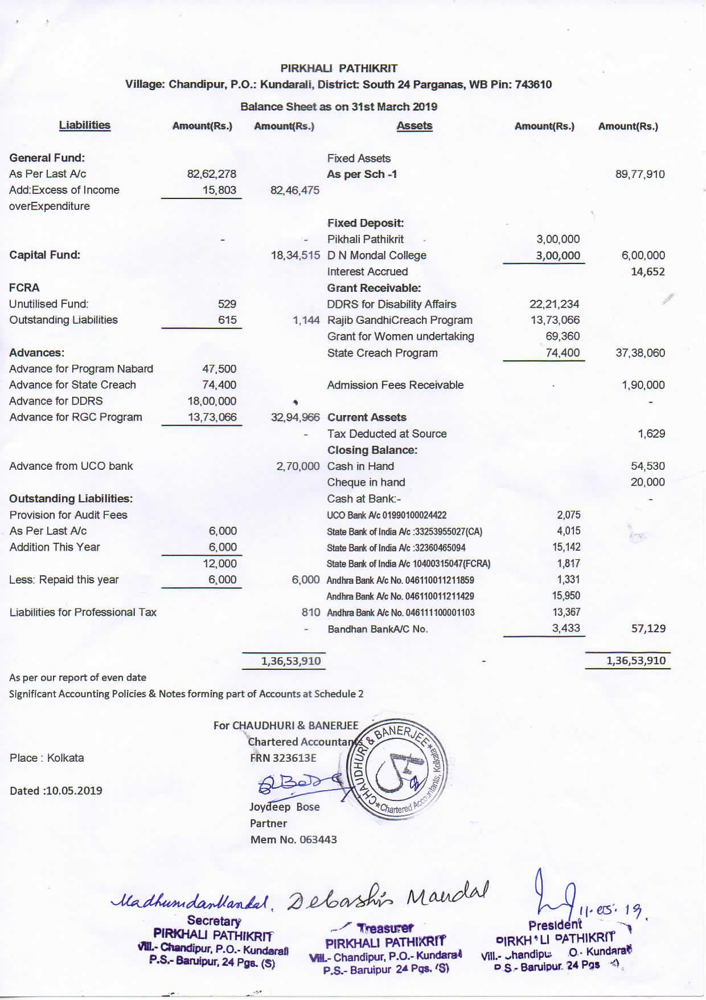 PIRKHALI PATHIKRIT
Village: Chandipur, P.O.: Kundarali, District: South 24 Parganas, WB Pin: 743610
Balance Sheet as on 31st March 2019
Liabilities Amount(Rs.) Amount(Rs.) Assets Amount(Rs.) Amount(Rs.)
General Fund: Fixed Assets
As Per Last A/c 82,62,278 As per Sch -1 89,77,910
Add:Excess of Income 15,803 82,46,475
overExpenditure
Fixed Deposit:
- - Pikhali Pathikrit 3,00,000
Capital Fund: 18,34,515 D N Mondal College 3,00,000 6,00,000
Interest Accrued 14,652
FCRA Grant Receivable:
Unutilised Fund: 529 DDRS for Disability Affairs 22,21,234
Outstanding Liabilities 615 1,144 Rajib GandhiCreach Program 13,73,066
Grant for Women undertaking 69,360
Advances: State Creach Program 74,400 37,38,060
Advance for Program Nabard 47,500
Advance for State Creach 74,400 Admission Fees Receivable - 1,90,000
Advance for DDRS 18,00,000 -
Advance for RGC Program 13,73,066 32,94,966 Current Assets
- Tax Deducted at Source 1,629
Closing Balance:
Advance from UCO bank 2,70,000 Cash in Hand 54,530
Cheque in hand 20,000
Outstanding Liabilities: Cash at Bank:- -
Provision for Audit Fees UCO Bank A/c 01990100024422 2,075
As Per Last A/c 6,000 State Bank of India A/c :33253955027(CA) 4,015
Addition This Year 6,000 State Bank of India A/c :32360465094 15,142
12,000 State Bank of India A/c 10400315047(FCRA) 1,817
Less: Repaid this year 6,000 6,000 Andhra Bank A/c No. 046110011211859 1,331
Andhra Bank A/c No. 046110011211429 15,950
Liabilities for Professional Tax 810 Andhra Bank A/c No. 046111100001103 13,367
- Bandhan BankA/C No. 3,433 57,129
1,36,53,910 - 1,36,53,910
As per our report of even date
Significant Accounting Policies & Notes forming part of Accounts at Schedule 2
For CHAUDHURI & BANERJEE
Chartered Accountants
Place : Kolkata FRN 323613E
CHAUDHURI & BANERJEE
Chartered Accountants, Kolkata
Dated :10.05.2019
Joydeep Bose
Partner
Mem No. 063443
Madhusudan Mandal. Debashis Mandal 11.05.19.
Secretary Treasurer President
PIRKHALI PATHIKRIT PIRKHALI PATHIKRIT PIRKHALI PATHIKRIT
Vill.- Chandipur, P.O.- Kundarali Vill.- Chandipur, P.O.- Kundarali Vill.- Chandipur, P.O.- Kundarali
P.S.- Baruipur, 24 Pgs. (S) P.S.- Baruipur 24 Pgs. (S) P.S.- Baruipur. 24 Pgs